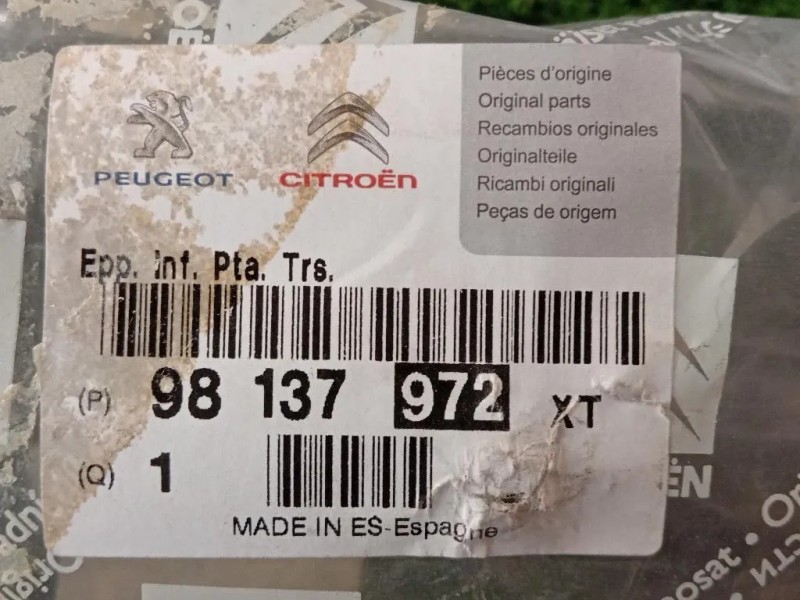 PEUGEOT CITROËN
Pièces d'origine
Original parts
Recambios originales
Originalteile
Ricambi originali
Peças de origem
Epp. Inf. Pta. Trs.
(P) 98 137 972 XT
(Q) 1
MADE IN ES-Espagne
ËN